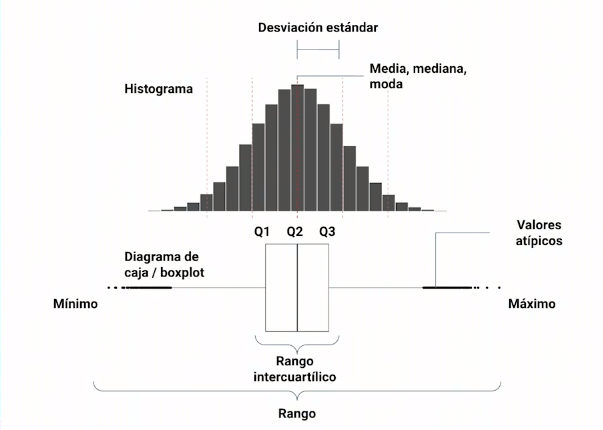 Desviación estándar
Media, mediana,
moda
Histograma
Q1 Q2 Q3
Valores
atípicos
Diagrama de
caja / boxplot
Mínimo
Máximo
Rango
intercuartílico
Rango